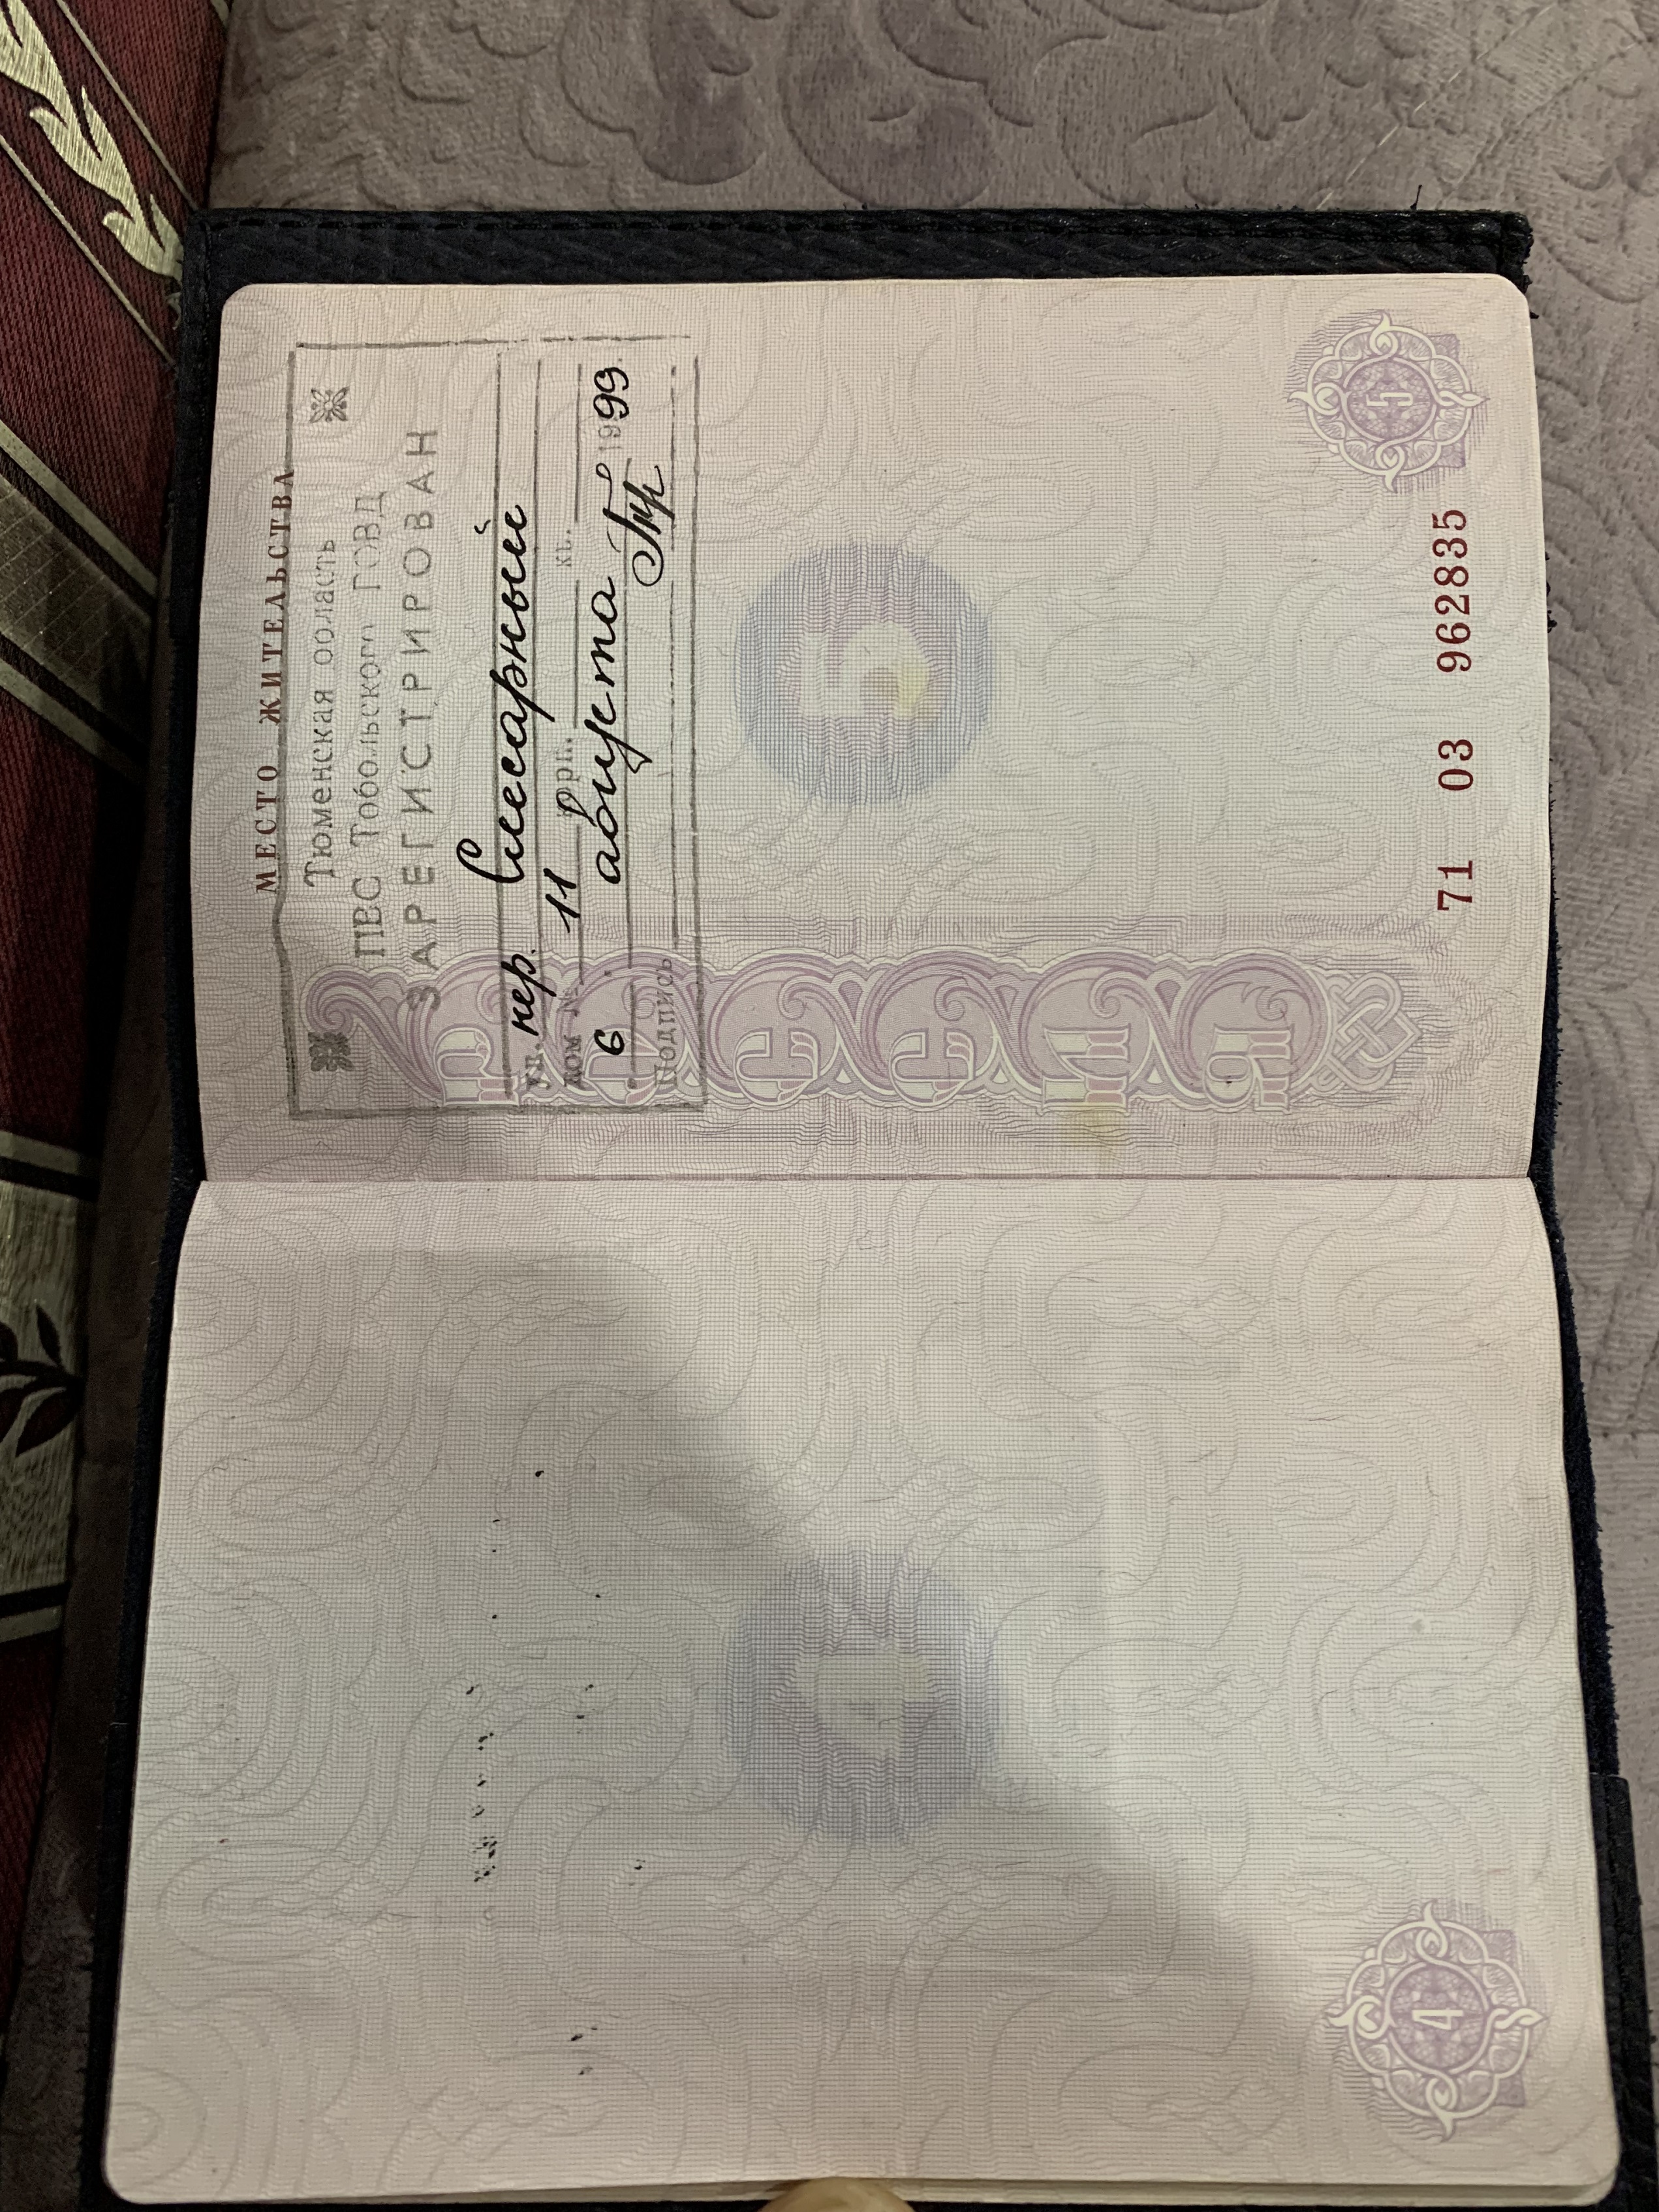 МЕСТО ЖИТЕЛЬСТВА
Тюменская область
ПВС Тобольского ГОВД
ЗАРЕГИСТРИРОВАН
ул. пер. Слесарный
дом № 11 корп. кв.
6 августа 1999
Подпись
71 03 962835
5
4